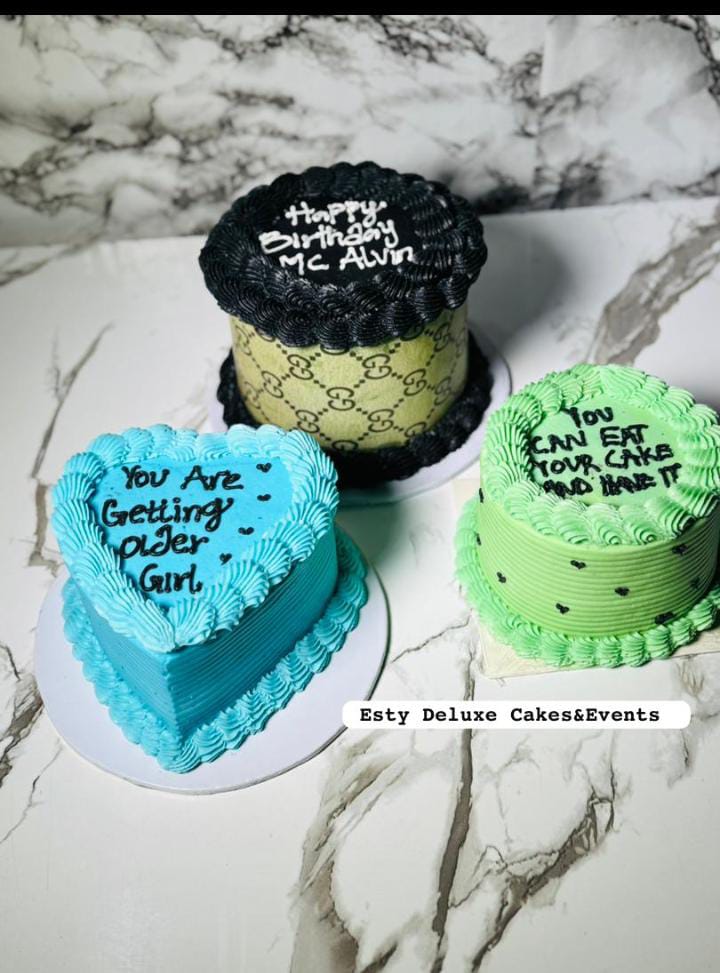 Happy
Birthday
MC Alvin
You Are
Getting
older
Girl
YOU
CAN EAT
YOUR CAKE
AND HAVE IT
Esty Deluxe Cakes&Events